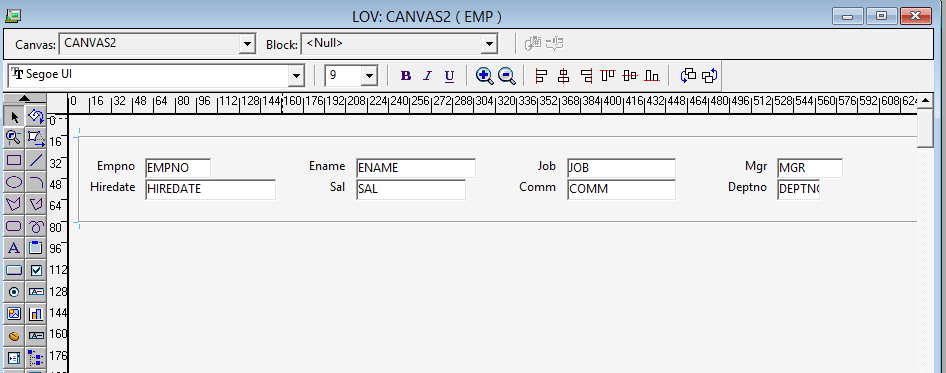 LOV: CANVAS2 ( EMP )
Canvas: CANVAS2 Block: <Null>
Segoe UI 9 B I U
0 16 32 48 64 80 96 112 128 144 160 176 192 208 224 240 256 272 288 304 320 336 352 368 384 400 416 432 448 464 480 496 512 528 544 560 576 592 608 624
0
16
Empno EMPNO Ename ENAME Job JOB Mgr MGR
32
Hiredate HIREDATE Sal SAL Comm COMM Deptno DEPTNO
48
64
80
A
96
112
128
144
160
176